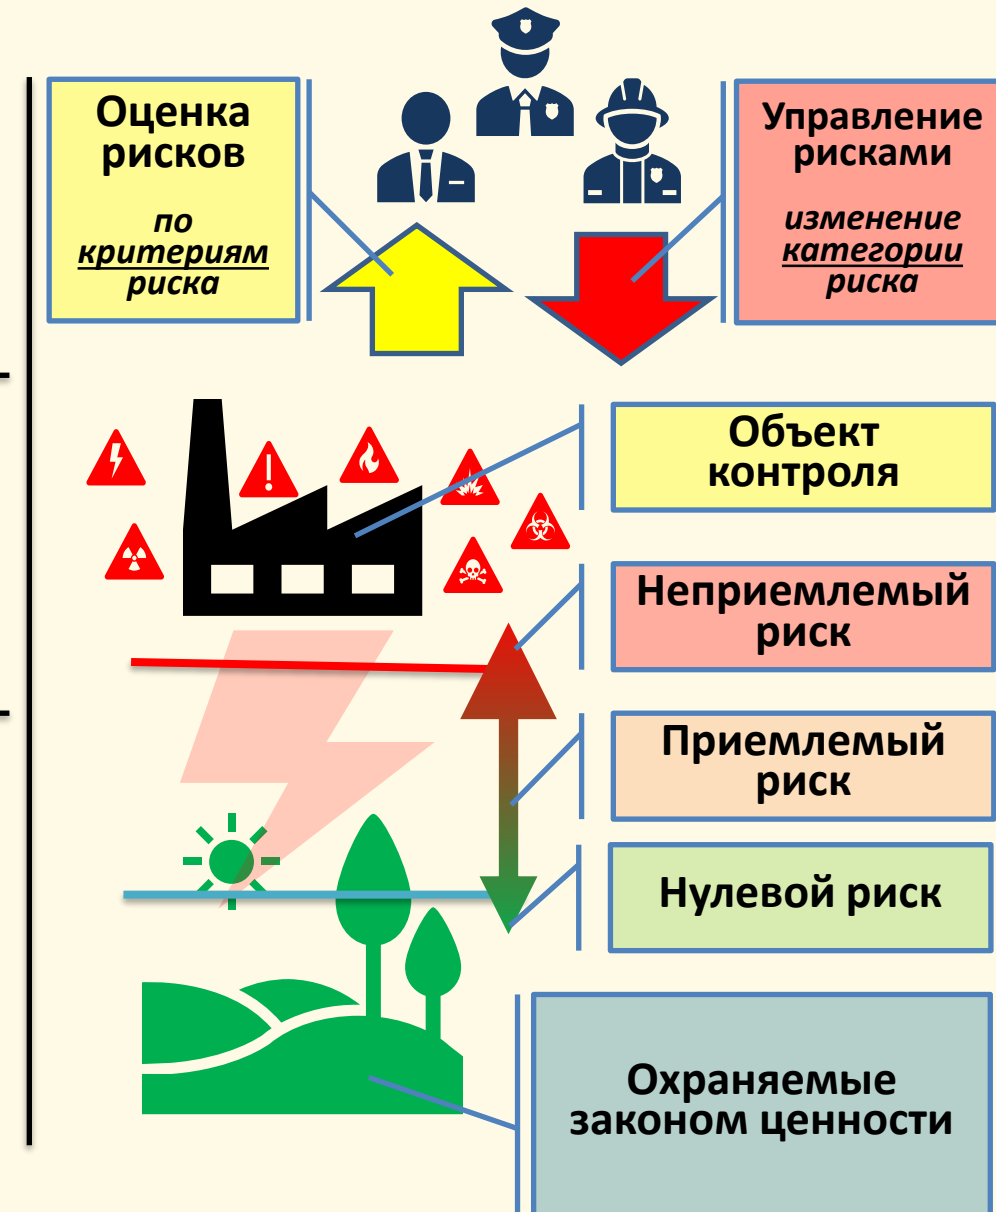 Оценка
рисков
по
критериям
риска
Управление
рисками
изменение
категории
риска
Объект
контроля
Неприемлемый
риск
Приемлемый
риск
Нулевой риск
Охраняемые
законом ценности